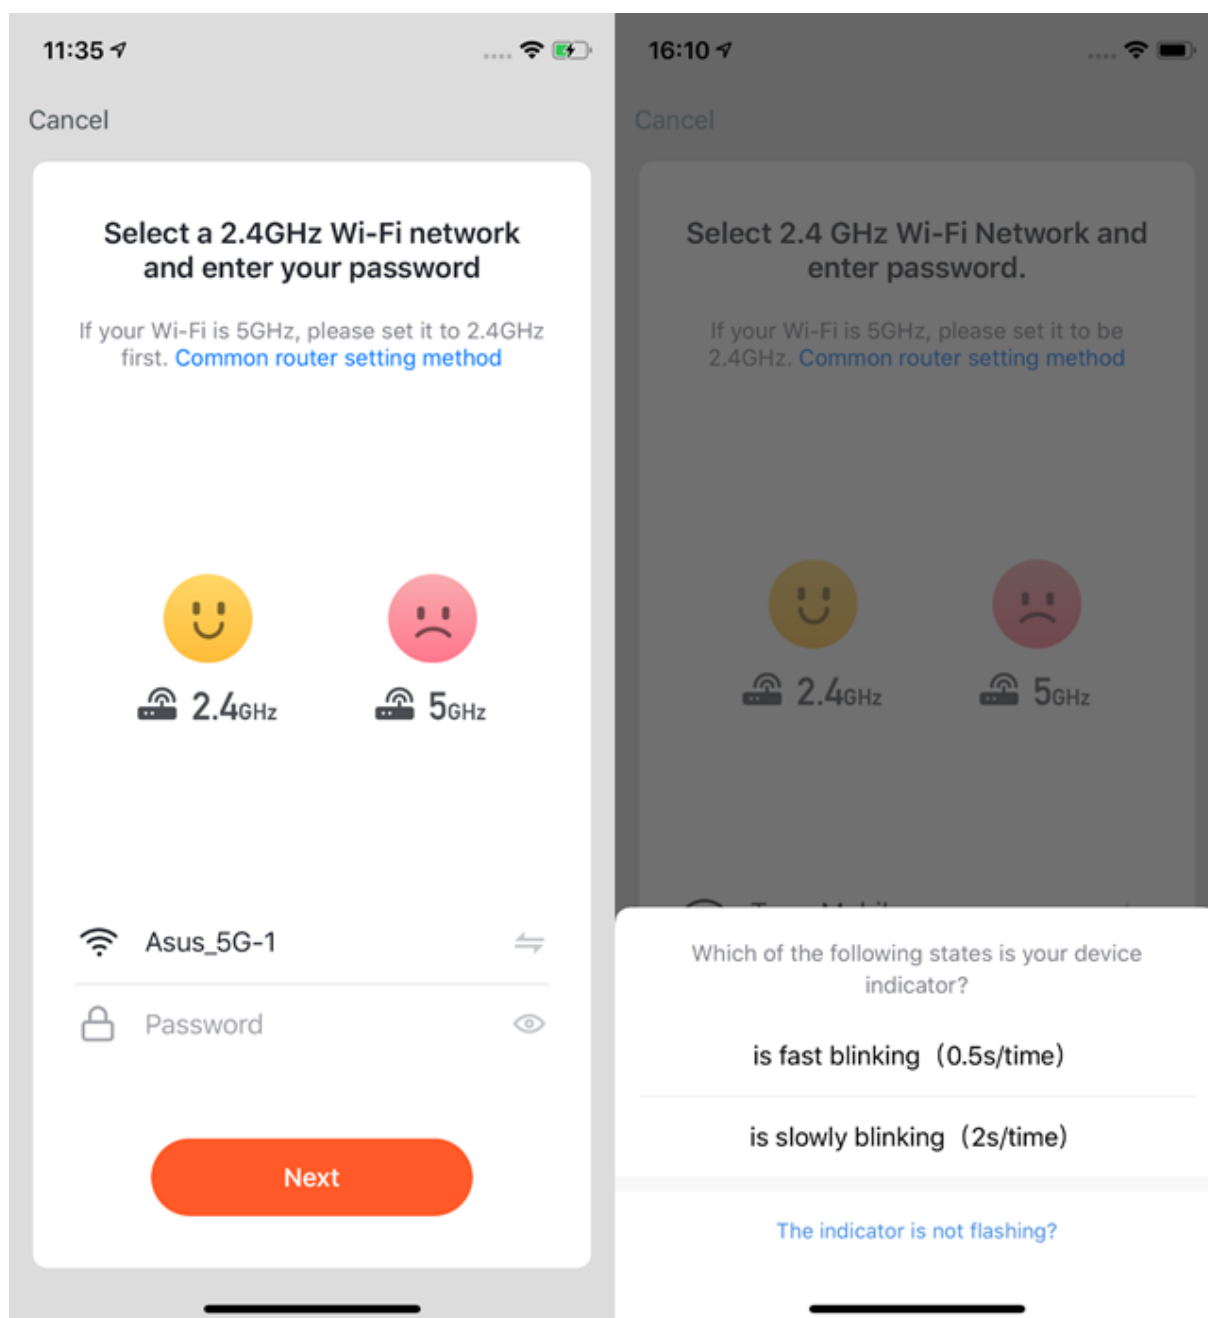 11:35
Cancel
Select a 2.4GHz Wi-Fi network
and enter your password
If your Wi-Fi is 5GHz, please set it to 2.4GHz
first. Common router setting method
2.4GHz
5GHz
Asus_5G-1
Password
Next
16:10
Cancel
Select 2.4 GHz Wi-Fi Network and
enter password.
If your Wi-Fi is 5GHz, please set it to be
2.4GHz. Common router setting method
2.4GHz
5GHz
Which of the following states is your device
indicator?
is fast blinking（0.5s/time）
is slowly blinking（2s/time）
The indicator is not flashing?